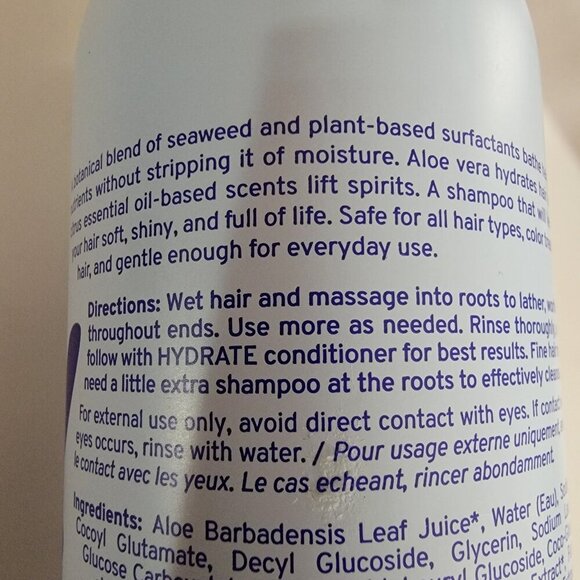 botanical blend of seaweed and plant-based surfactants bathe
without stripping it of moisture. Aloe vera hydrates
essential oil-based scents lift spirits. A shampoo that
your hair soft, shiny, and full of life. Safe for all hair types, color
hair, and gentle enough for everyday use.
Directions: Wet hair and massage into roots to lather,
throughout ends. Use more as needed. Rinse
follow with HYDRATE conditioner for best results. Fine
need a little extra shampoo at the roots to effectively
For external use only, avoid direct contact with eyes. If
eyes occurs, rinse with water. / Pour usage externe uniquement,
le contact avec les yeux. Le cas echeant, rincer abondamment.
Ingredients: Aloe Barbadensis Leaf Juice*, Water (Eau),
Cocoyl Glutamate, Decyl Glucoside, Glycerin, Sodium
Glucose